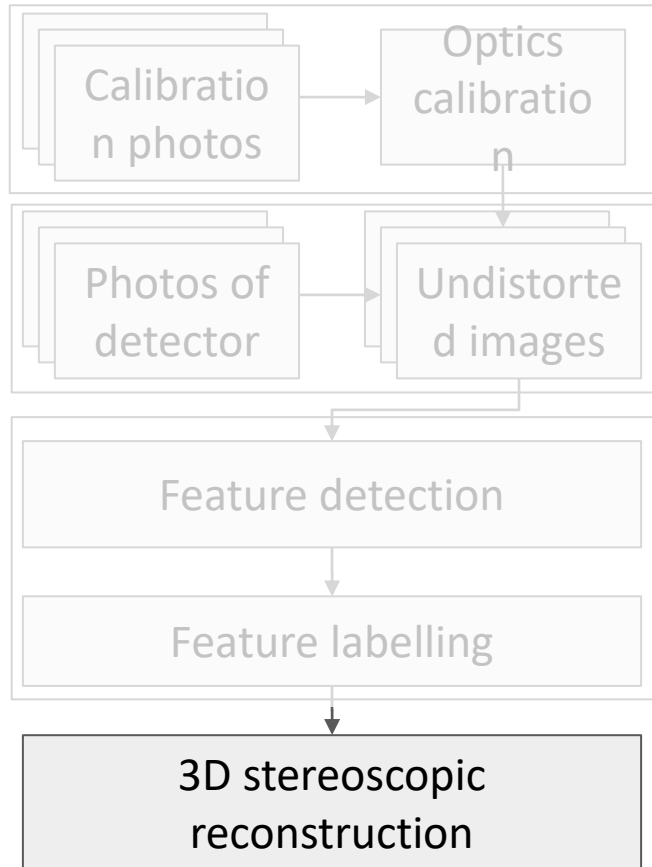 Calibratio
n photos
Optics
calibratio
n
Photos of
detector
Undistorte
d images
Feature detection
Feature labelling
3D stereoscopic
reconstruction